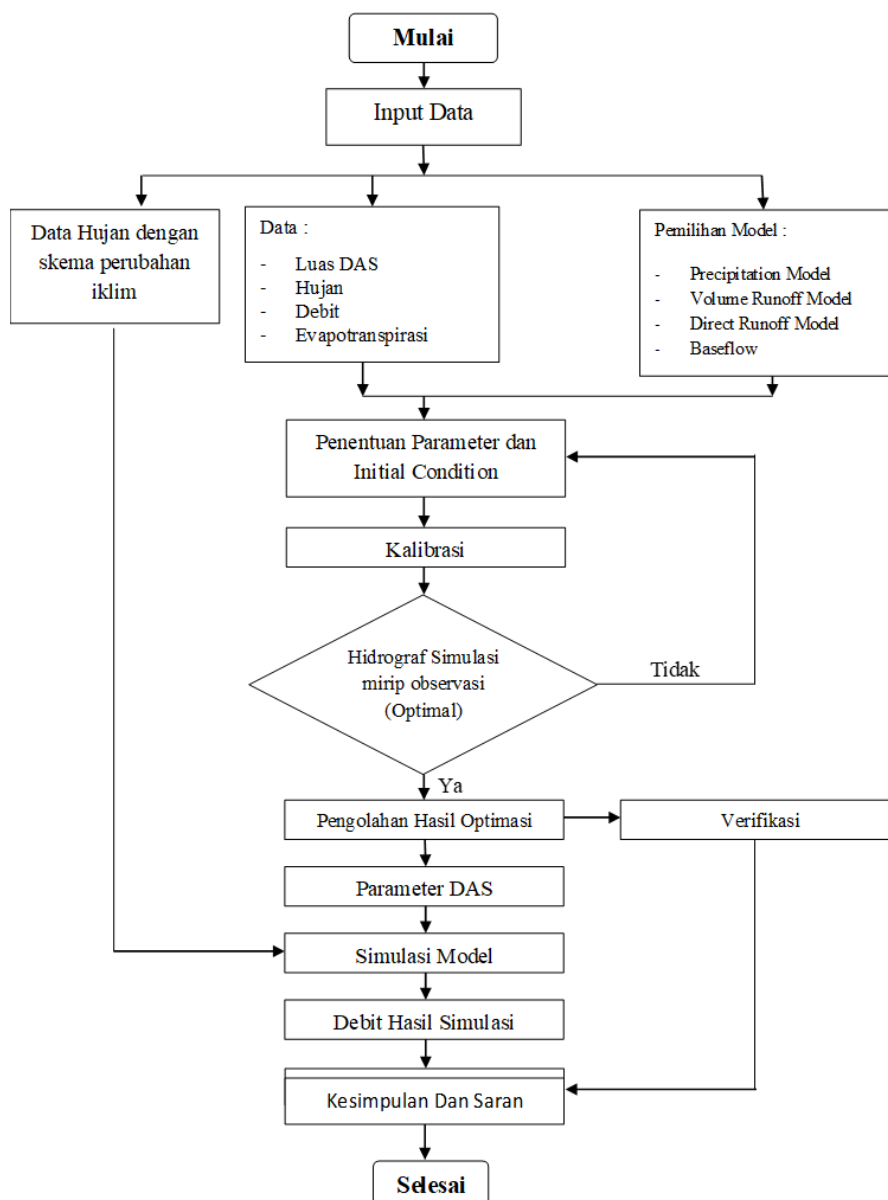 Mulai
Input Data
Data Hujan dengan
skema perubahan
iklim
Data :
- Luas DAS
- Hujan
- Debit
- Evapotranspirasi
Pemilihan Model :
- Precipitation Model
- Volume Runoff Model
- Direct Runoff Model
- Baseflow
Penentuan Parameter dan
Initial Condition
Kalibrasi
Hidrograf Simulasi
mirip observasi
(Optimal)
Tidak
Ya
Pengolahan Hasil Optimasi
Verifikasi
Parameter DAS
Simulasi Model
Debit Hasil Simulasi
Kesimpulan Dan Saran
Selesai